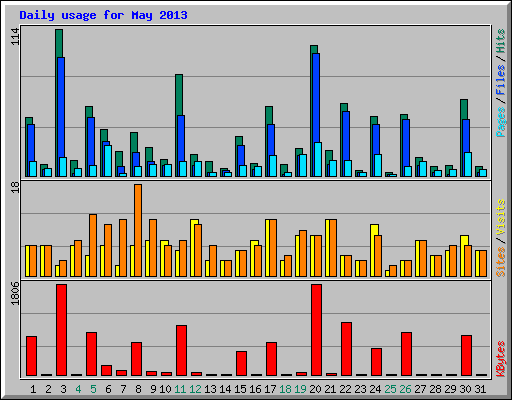 Daily usage for May 2013
114
Pages / Files / Hits
18
Sites / Visits
1806
KBytes
1 2 3 4 5 6 7 8 9 10 11 12 13 14 15 16 17 18 19 20 21 22 23 24 25 26 27 28 29 30 31